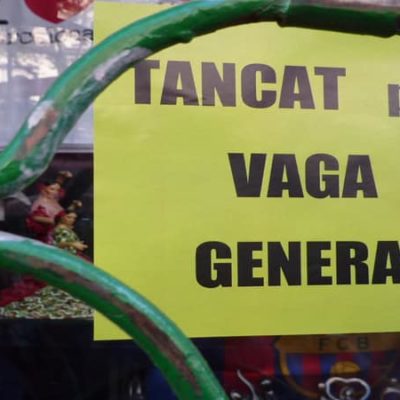 TANCAT
VAGA
GENERA
FCB